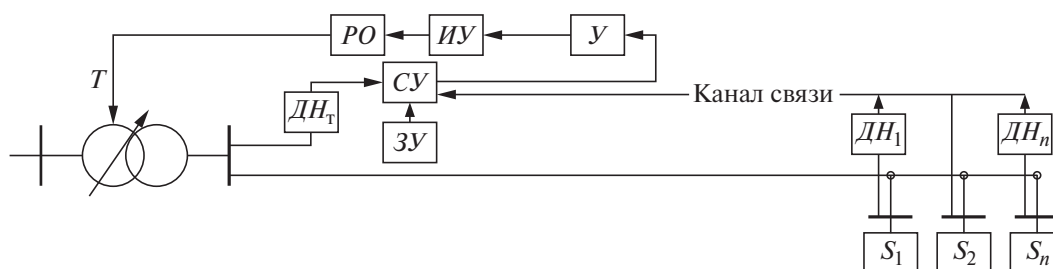 РО ИУ У
Т СУ Канал связи
ДНт ДН1 ДНn
ЗУ
S1 S2 Sn